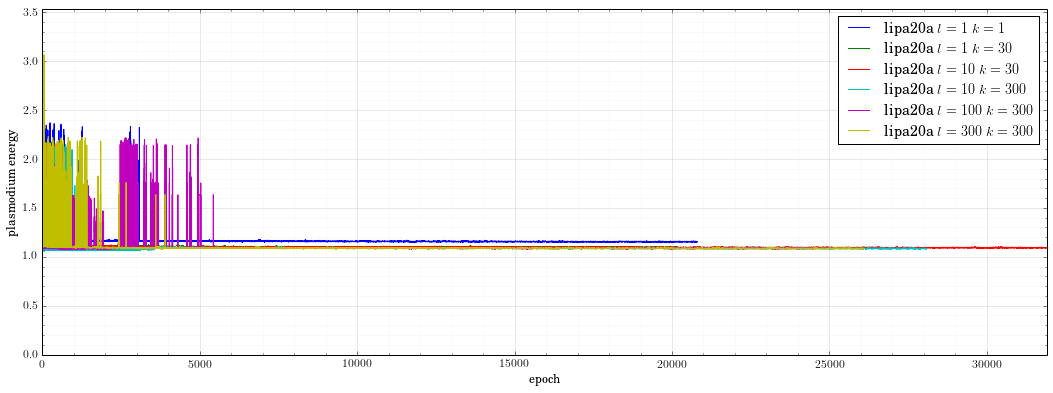 3.5
3.0
2.5
2.0
1.5
1.0
0.5
0.0
plasmodium energy
0
5000
10000
15000
20000
25000
30000
epoch
lipa20a l = 1 k = 1
lipa20a l = 1 k = 30
lipa20a l = 10 k = 30
lipa20a l = 10 k = 300
lipa20a l = 100 k = 300
lipa20a l = 300 k = 300